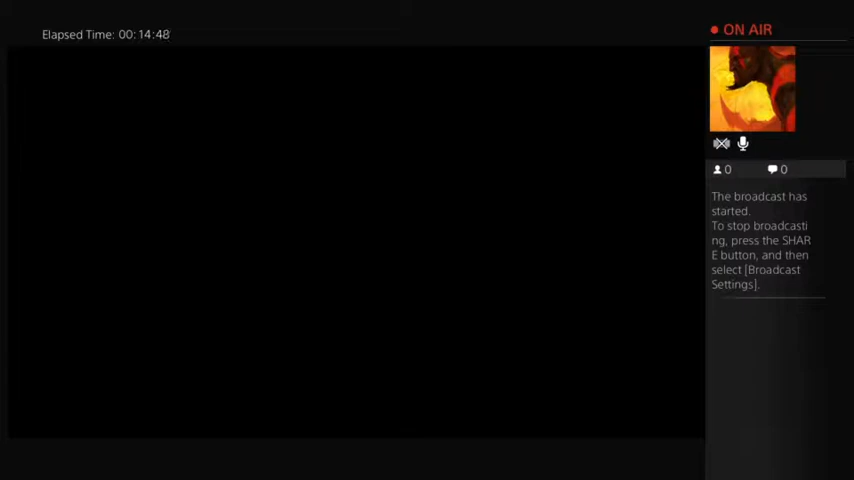 Elapsed Time: 00:14:48
ON AIR
0
0
The broadcast has
started.
To stop broadcasti
ng, press the SHAR
E button, and then
select [Broadcast
Settings].